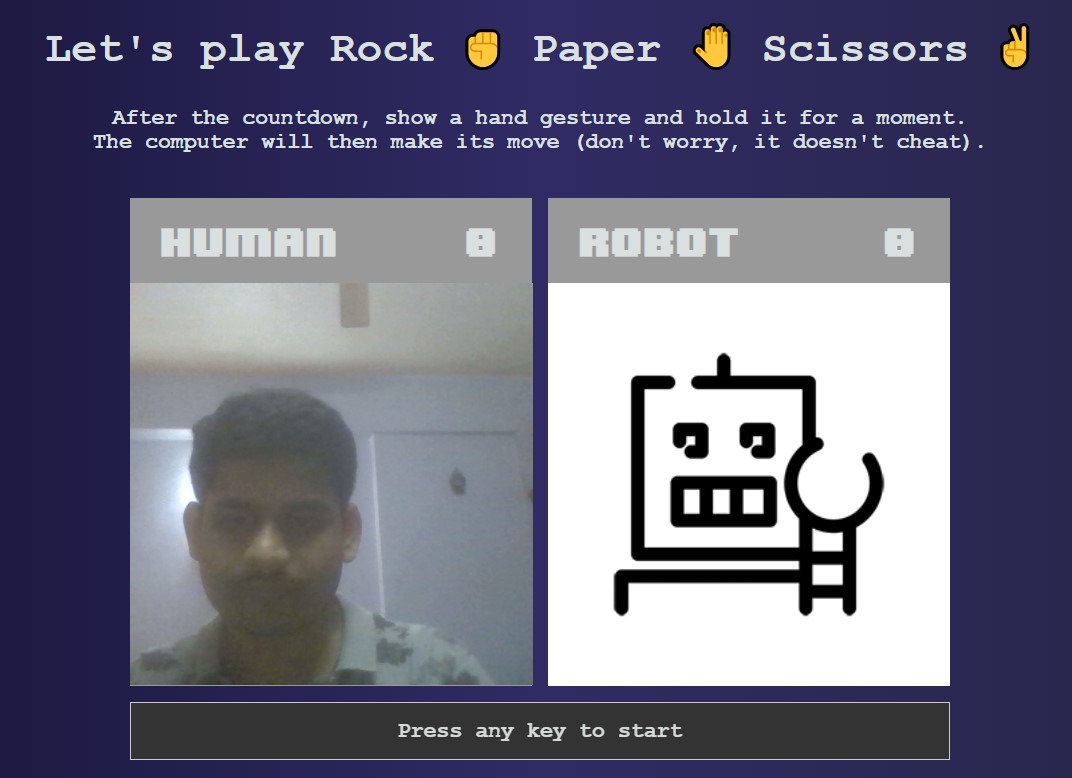 Let's play Rock ✊ Paper 🤚 Scissors ✌
After the countdown, show a hand gesture and hold it for a moment.
The computer will then make its move (don't worry, it doesn't cheat).
HUMAN 0
ROBOT 0
Press any key to start